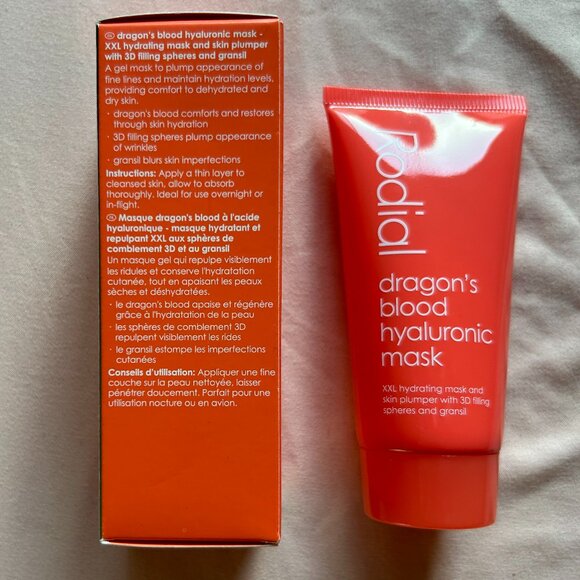 dragon's blood hyaluronic mask -
XXL hydrating mask and skin plumper
with 3D filling spheres and gransil
A gel mask to plump appearance of
fine lines and maintain hydration levels,
providing comfort to dehydrated and
dry skin.
· dragon's blood comforts and restores
through skin hydration
· 3D filling spheres plump appearance
of wrinkles
· gransil blurs skin imperfections
Instructions: Apply a thin layer to
cleansed skin, allow to absorb
thoroughly. Ideal for use overnight or
in-flight.
Masque dragon's blood à l'acide
hyaluronique - masque hydratant et
repulpant XXL aux sphères de
comblement 3D et au gransil
Un masque gel qui repulpe visiblement
les ridules et conserve l'hydratation
cutanée, tout en apaisant les peaux
sèches et déshydratées.
· le dragon's blood apaise et régénère
grâce à l'hydratation de la peau
· les sphères de comblement 3D
repulpent visiblement les rides
· le gransil estompe les imperfections
cutanées
Conseils d'utilisation: Appliquer une fine
couche sur la peau nettoyée, laisser
pénétrer doucement. Parfait pour une
utilisation nocture ou en avion.
Rodial
dragon's
blood
hyaluronic
mask
XXL hydrating mask and
skin plumper with 3D filling
spheres and gransil